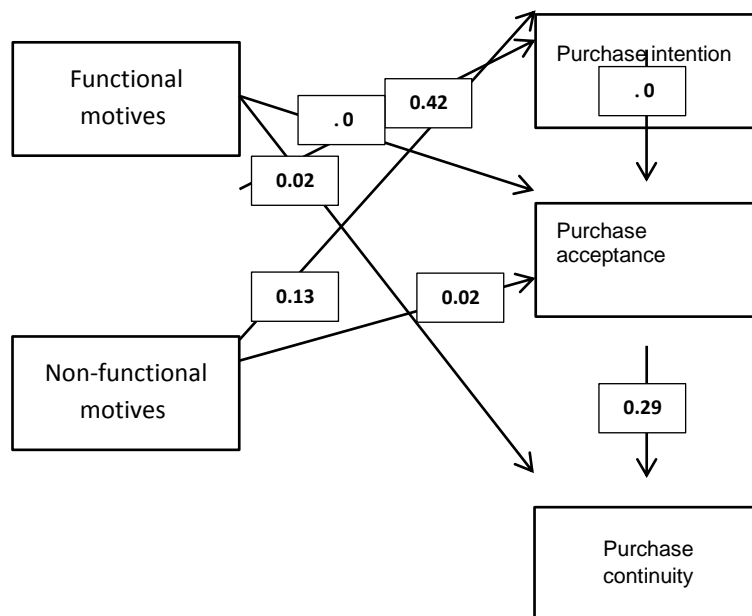 Functional
motives
Purchase intention
0.42
. 0
. 0
0.02
Purchase
acceptance
0.13
0.02
Non-functional
motives
0.29
Purchase
continuity